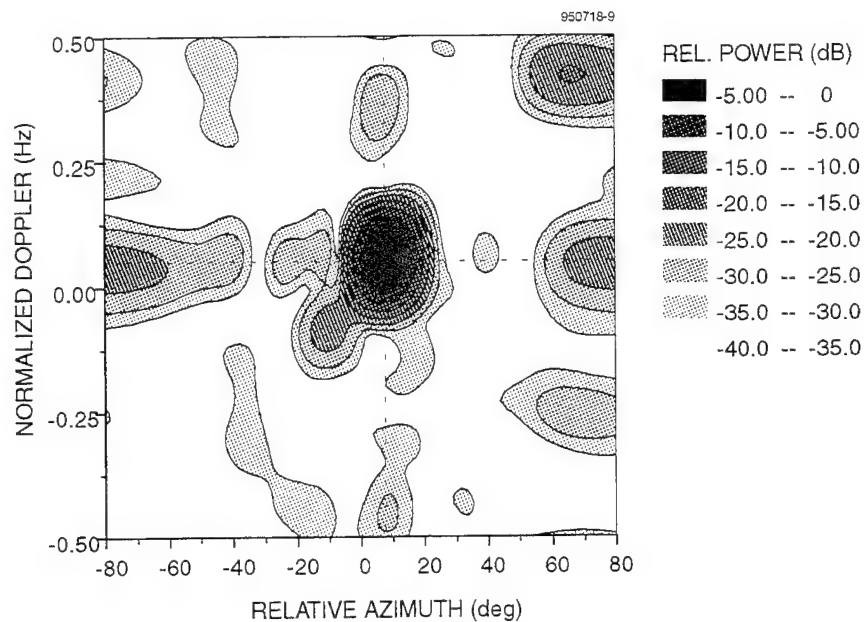 950718-9
REL. POWER (dB)
-5.00 -- 0
-10.0 -- -5.00
-15.0 -- -10.0
-20.0 -- -15.0
-25.0 -- -20.0
-30.0 -- -25.0
-35.0 -- -30.0
-40.0 -- -35.0
NORMALIZED DOPPLER (Hz)
0.50
0.25
0.00
-0.25
-0.50
-80 -60 -40 -20 0 20 40 60 80
RELATIVE AZIMUTH (deg)